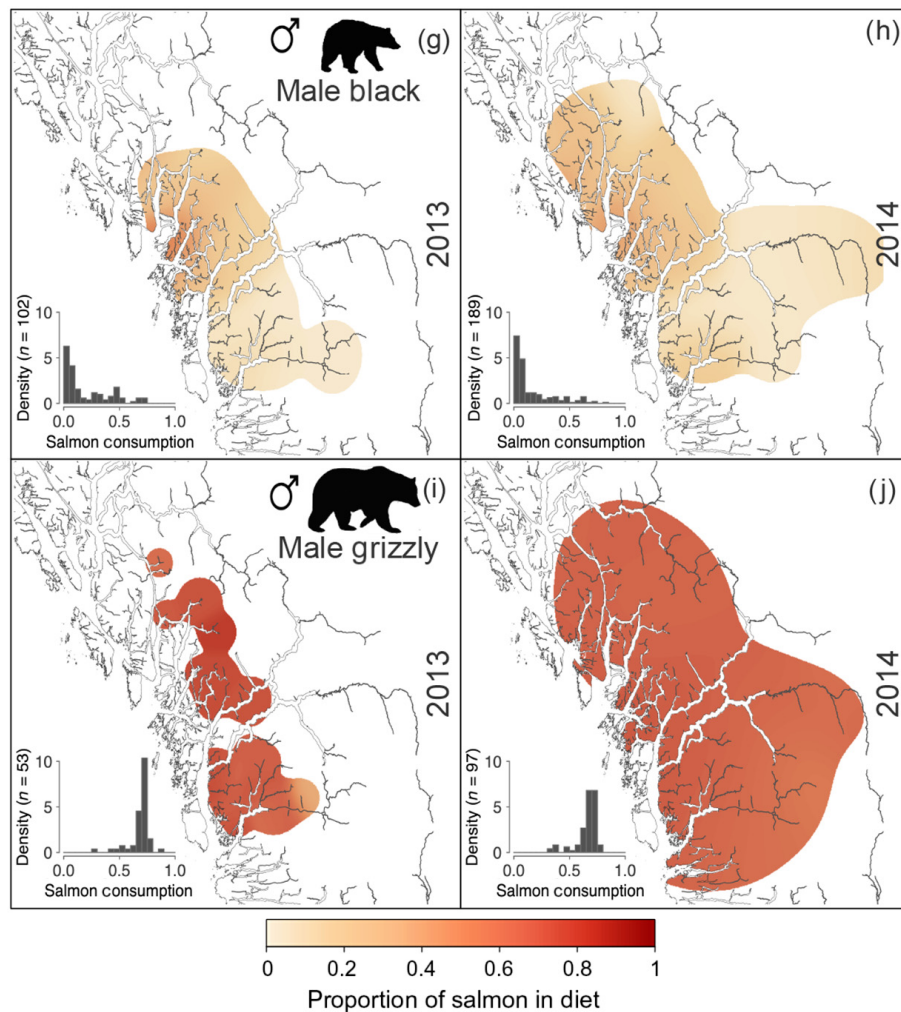 ♂ (g)
Male black
2013
Density (n = 102)
10
5
0
0.0 0.5 1.0
Salmon consumption
(h)
2014
Density (n = 189)
10
5
0
0.0 0.5 1.0
Salmon consumption
♂ (i)
Male grizzly
2013
Density (n = 53)
10
5
0
0.0 0.5 1.0
Salmon consumption
(j)
2014
Density (n = 97)
10
5
0
0.0 0.5 1.0
Salmon consumption
0 0.2 0.4 0.6 0.8 1
Proportion of salmon in diet